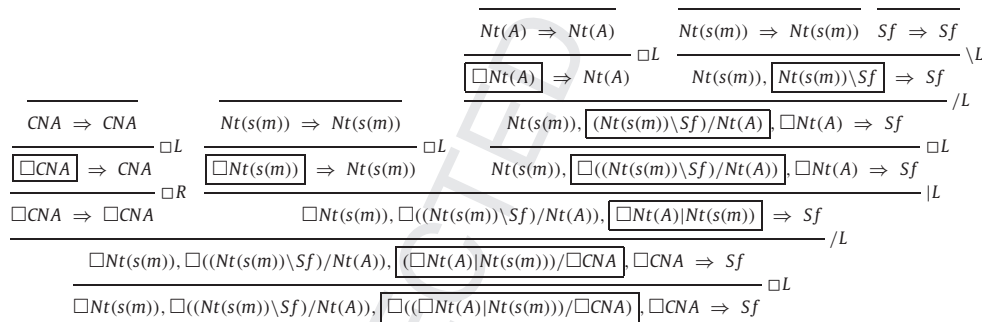 Nt(A) ⇒ Nt(A)
□L
Nt(s(m)) ⇒ Nt(s(m)) Sf ⇒ Sf
\L
□Nt(A) ⇒ Nt(A)
Nt(s(m)), Nt(s(m))\Sf ⇒ Sf
/L
CNA ⇒ CNA
□L
Nt(s(m)) ⇒ Nt(s(m))
□L
Nt(s(m)), (Nt(s(m))\Sf)/Nt(A), □Nt(A) ⇒ Sf
□L
□CNA ⇒ CNA
□R
□Nt(s(m)) ⇒ Nt(s(m))
Nt(s(m)), □((Nt(s(m))\Sf)/Nt(A)), □Nt(A) ⇒ Sf
|L
□CNA ⇒ □CNA
□Nt(s(m)), □((Nt(s(m))\Sf)/Nt(A)), □Nt(A)|Nt(s(m)) ⇒ Sf
/L
□Nt(s(m)), □((Nt(s(m))\Sf)/Nt(A)), (□Nt(A)|Nt(s(m)))/□CNA, □CNA ⇒ Sf
□L
□Nt(s(m)), □((Nt(s(m))\Sf)/Nt(A)), □((□Nt(A)|Nt(s(m)))/□CNA), □CNA ⇒ Sf
CTED